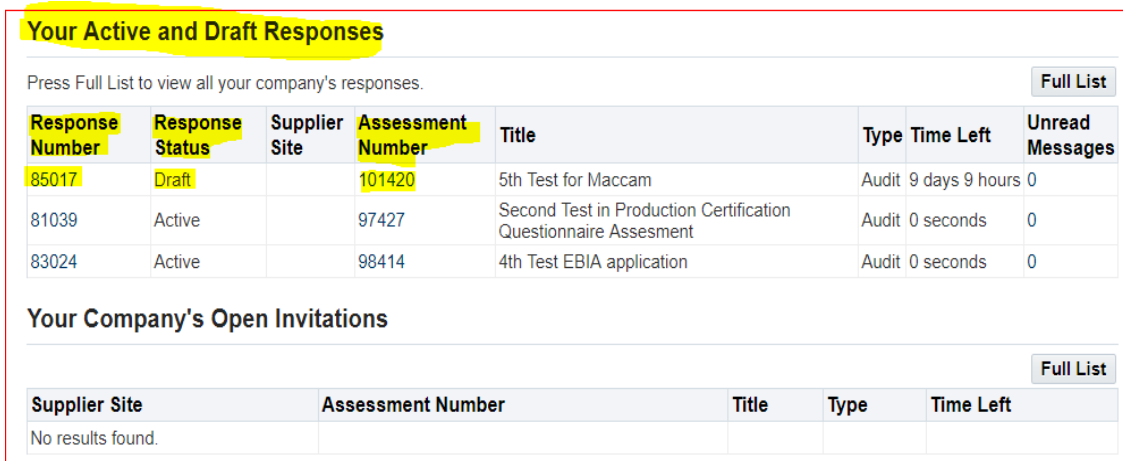 Your Active and Draft Responses
Press Full List to view all your company's responses.
Full List
Response Number Response Status Supplier Site Assessment Number Title Type Time Left Unread Messages
85017 Draft 101420 5th Test for Maccam Audit 9 days 9 hours 0
81039 Active 97427 Second Test in Production Certification Questionnaire Assesment Audit 0 seconds 0
83024 Active 98414 4th Test EBIA application Audit 0 seconds 0
Your Company's Open Invitations
Full List
Supplier Site Assessment Number Title Type Time Left
No results found.